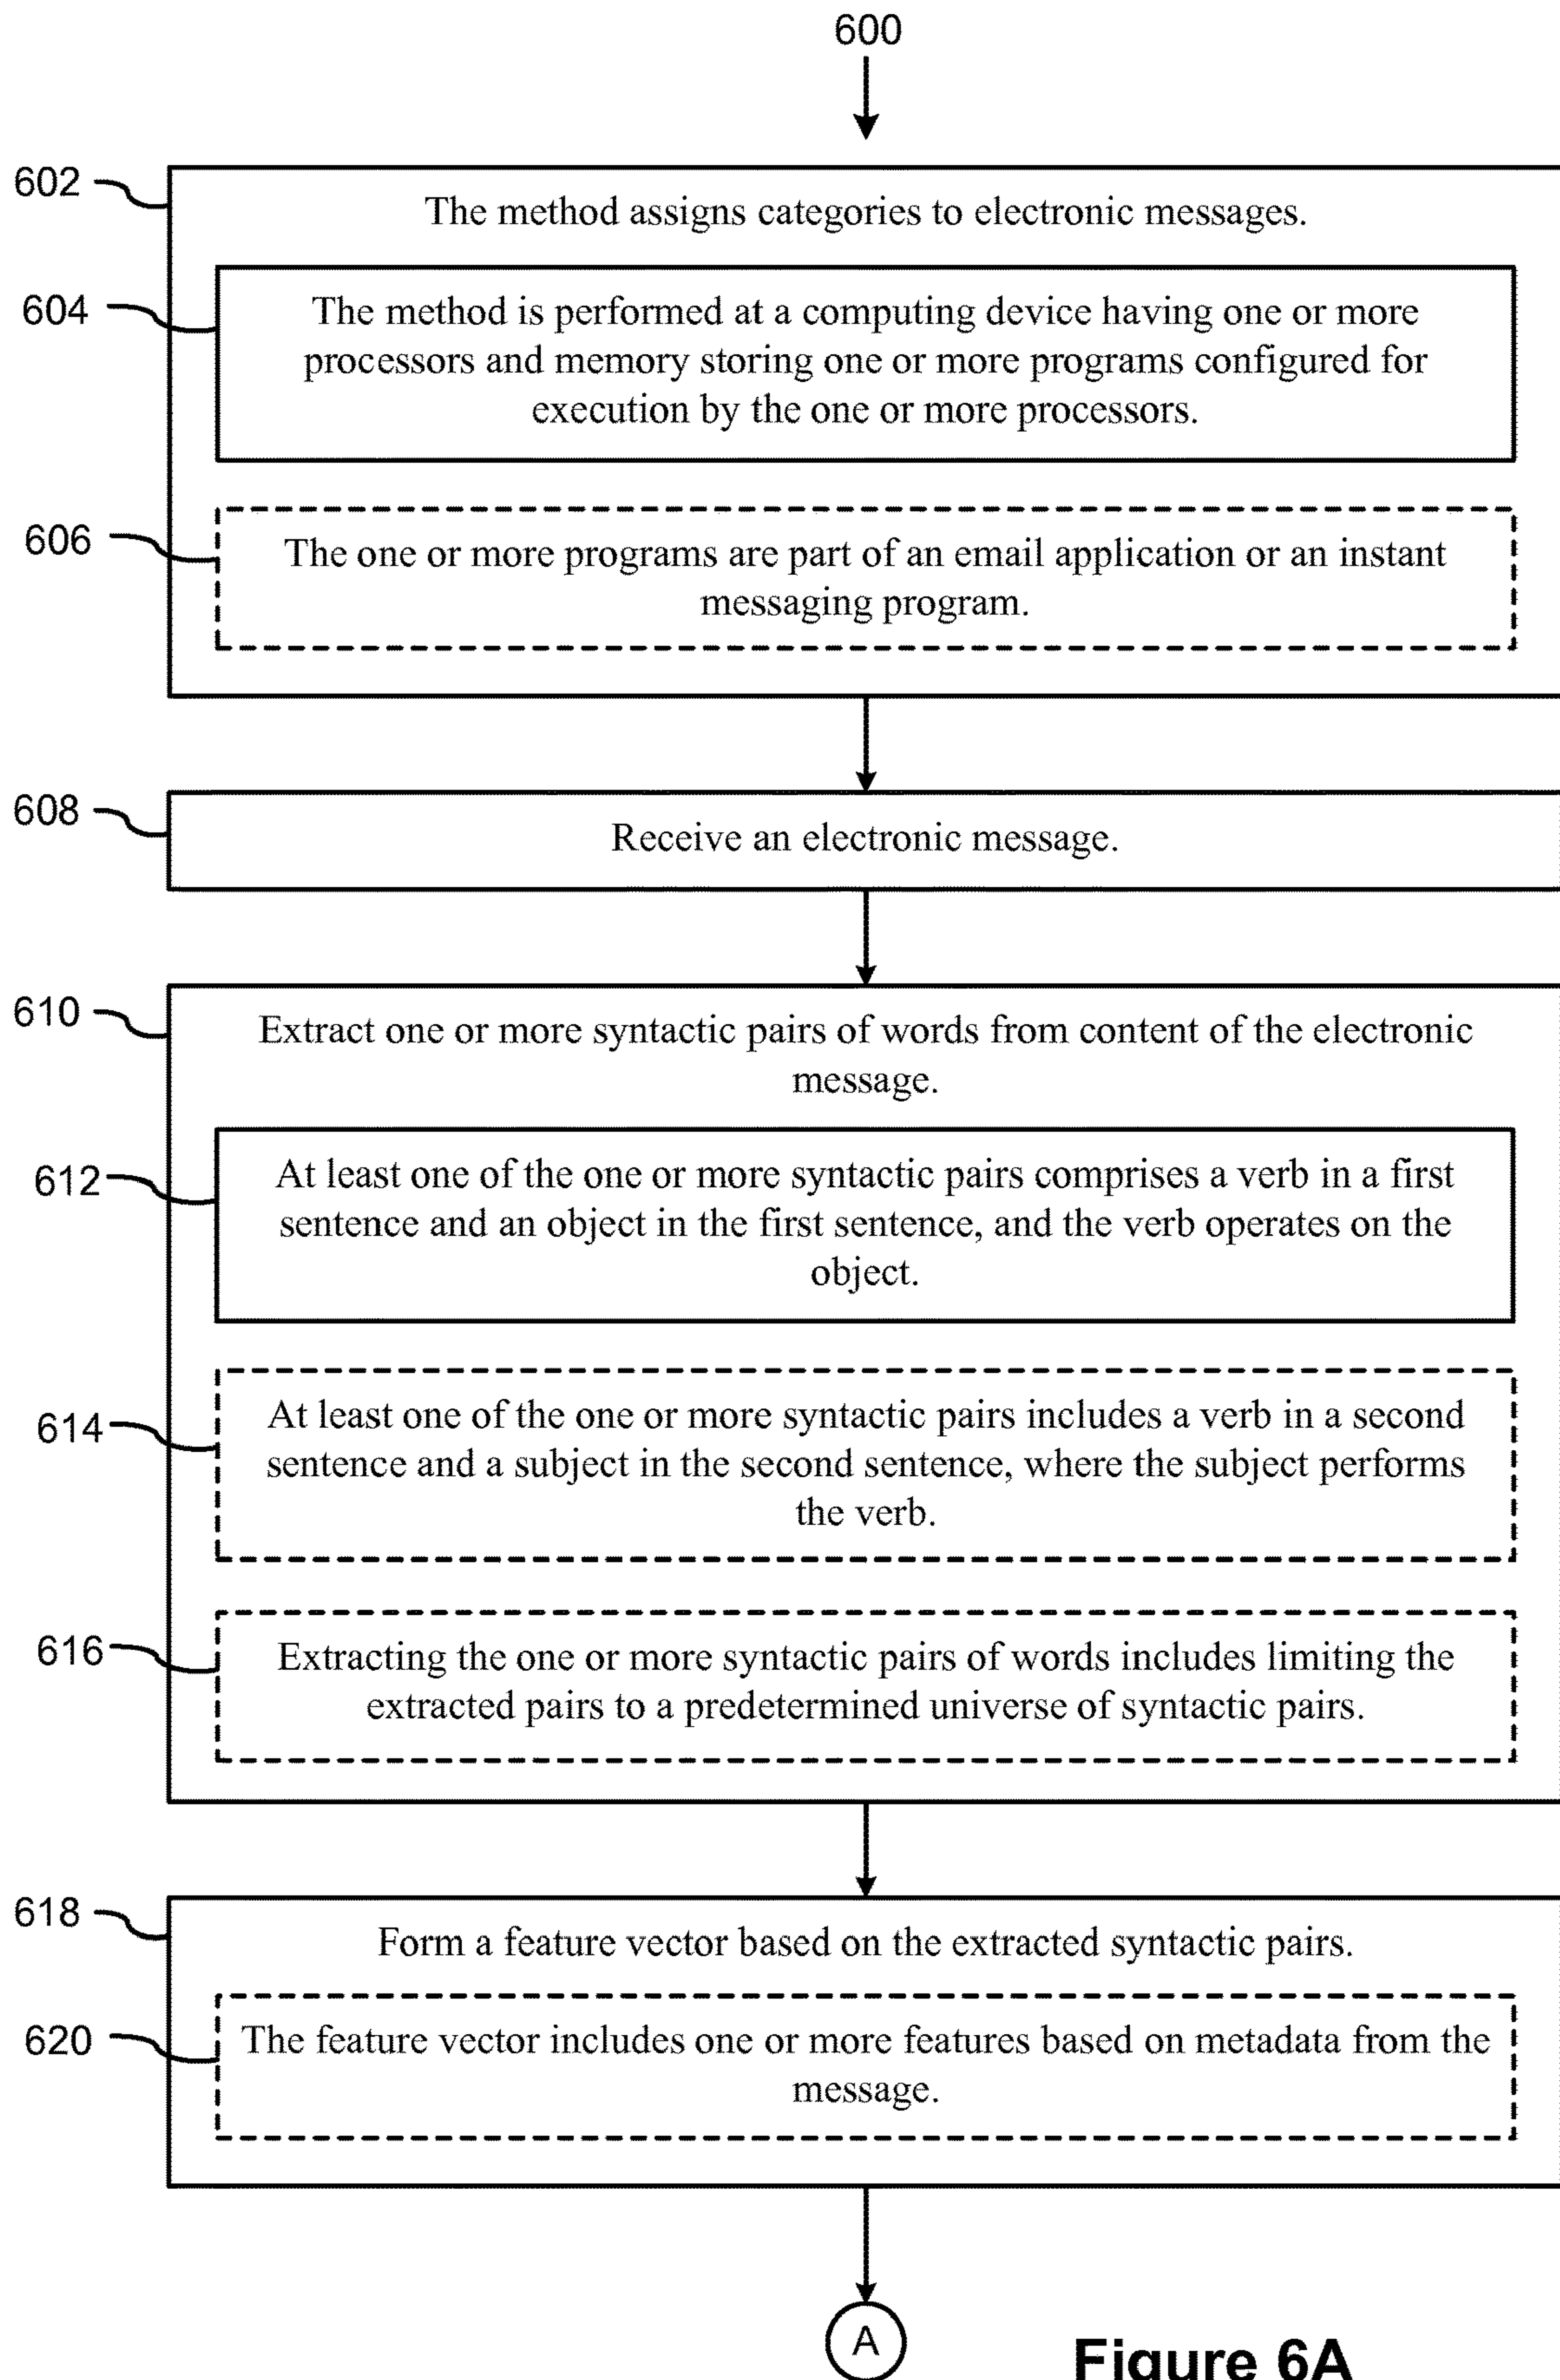 600
602
The method assigns categories to electronic messages.
604
The method is performed at a computing device having one or more
processors and memory storing one or more programs configured for
execution by the one or more processors.
606
The one or more programs are part of an email application or an instant
messaging program.
608
Receive an electronic message.
610
Extract one or more syntactic pairs of words from content of the electronic
message.
612
At least one of the one or more syntactic pairs comprises a verb in a first
sentence and an object in the first sentence, and the verb operates on the
object.
614
At least one of the one or more syntactic pairs includes a verb in a second
sentence and a subject in the second sentence, where the subject performs
the verb.
616
Extracting the one or more syntactic pairs of words includes limiting the
extracted pairs to a predetermined universe of syntactic pairs.
618
Form a feature vector based on the extracted syntactic pairs.
620
The feature vector includes one or more features based on metadata from the
message.
A
Figure 6A